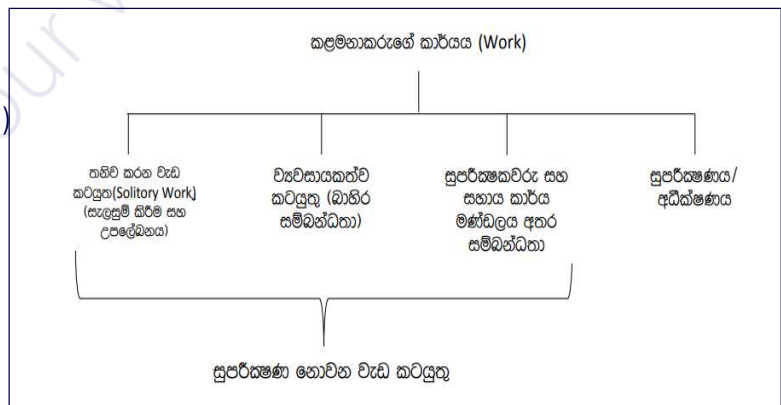 කළමනාකරුගේ කාර්යය (Work)
තනිව කරන වැඩ
කටයුත(Solitory Work)
(සැලසුම් කිරීම සහ
උපලේඛනය)
ව්‍යවසායකත්ව
කටයුතු (බාහිර
සම්බන්ධතා)
සුපරීක්‍ෂකවරු සහ
සහාය කාර්ය
මණ්ඩලය අතර
සම්බන්ධතා
සුපරීක්‍ෂණය/
අධීක්ෂණය
සුපරීක්‍ෂණ නොවන වැඩ කටයුතු